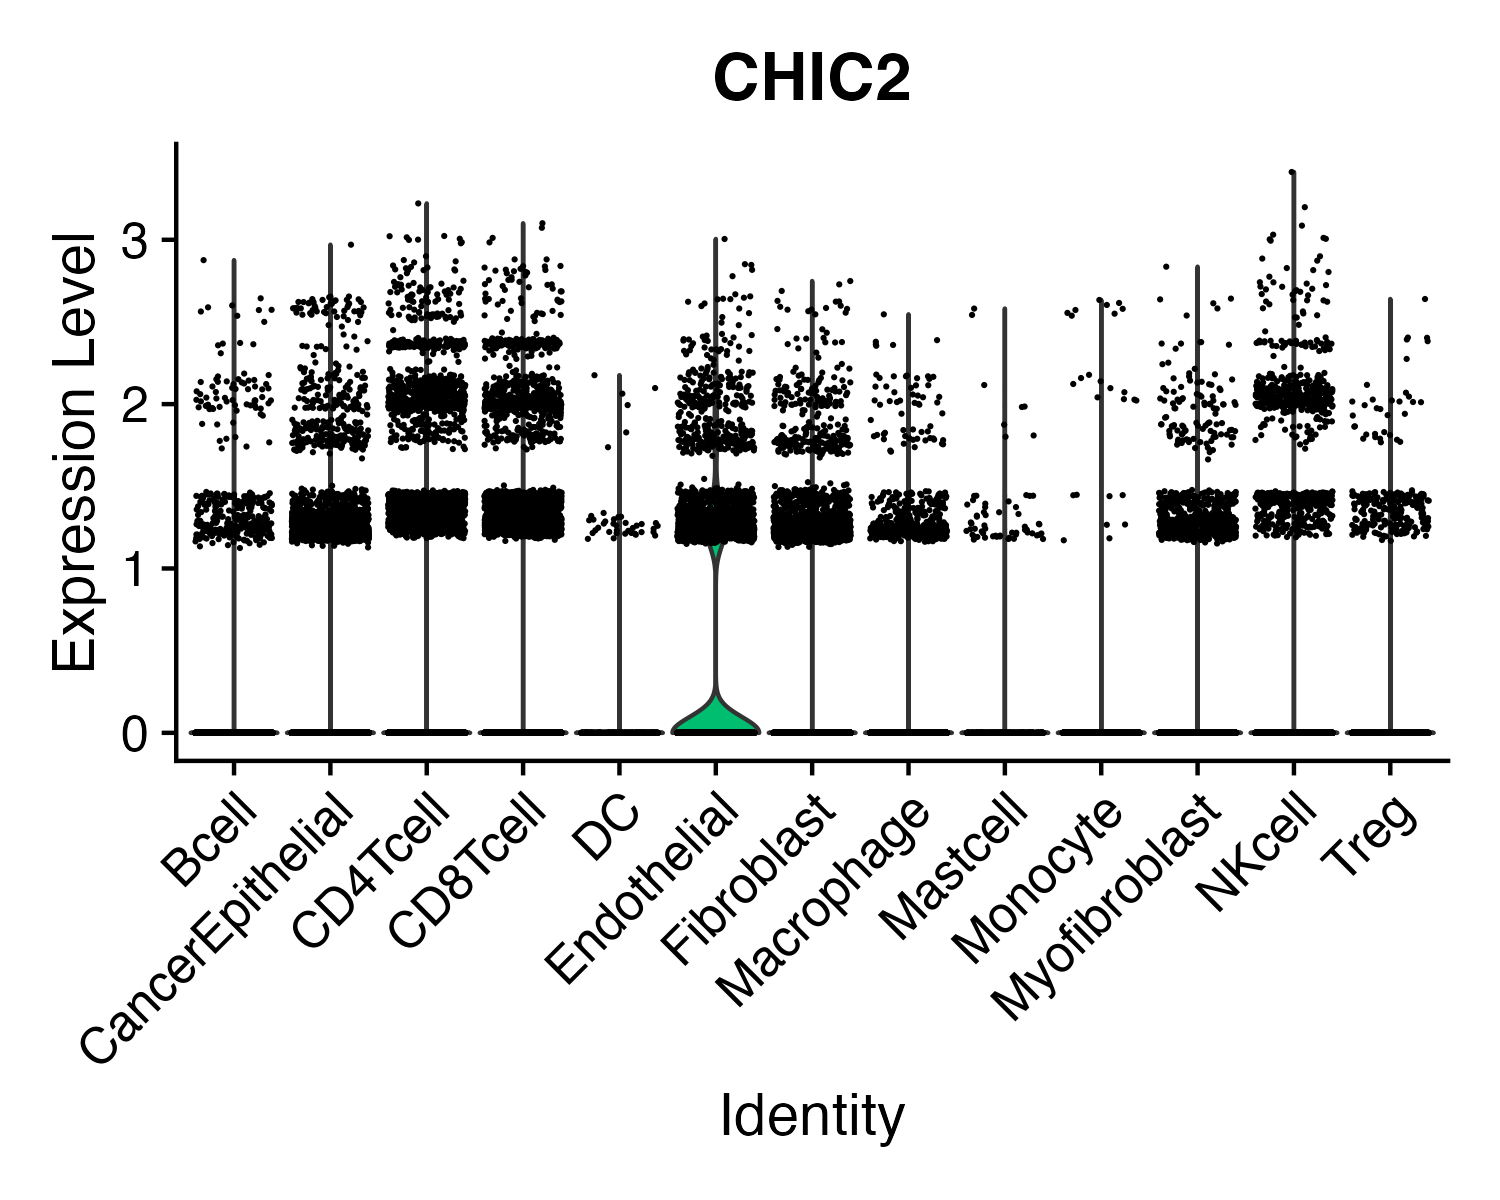 CHIC2
Expression Level
3
2
1
0
Bcell
CancerEpithelial
CD4Tcell
CD8Tcell
DC
Endothelial
Fibroblast
Macrophage
Mastcell
Monocyte
Myofibroblast
NKcell
Treg
Identity